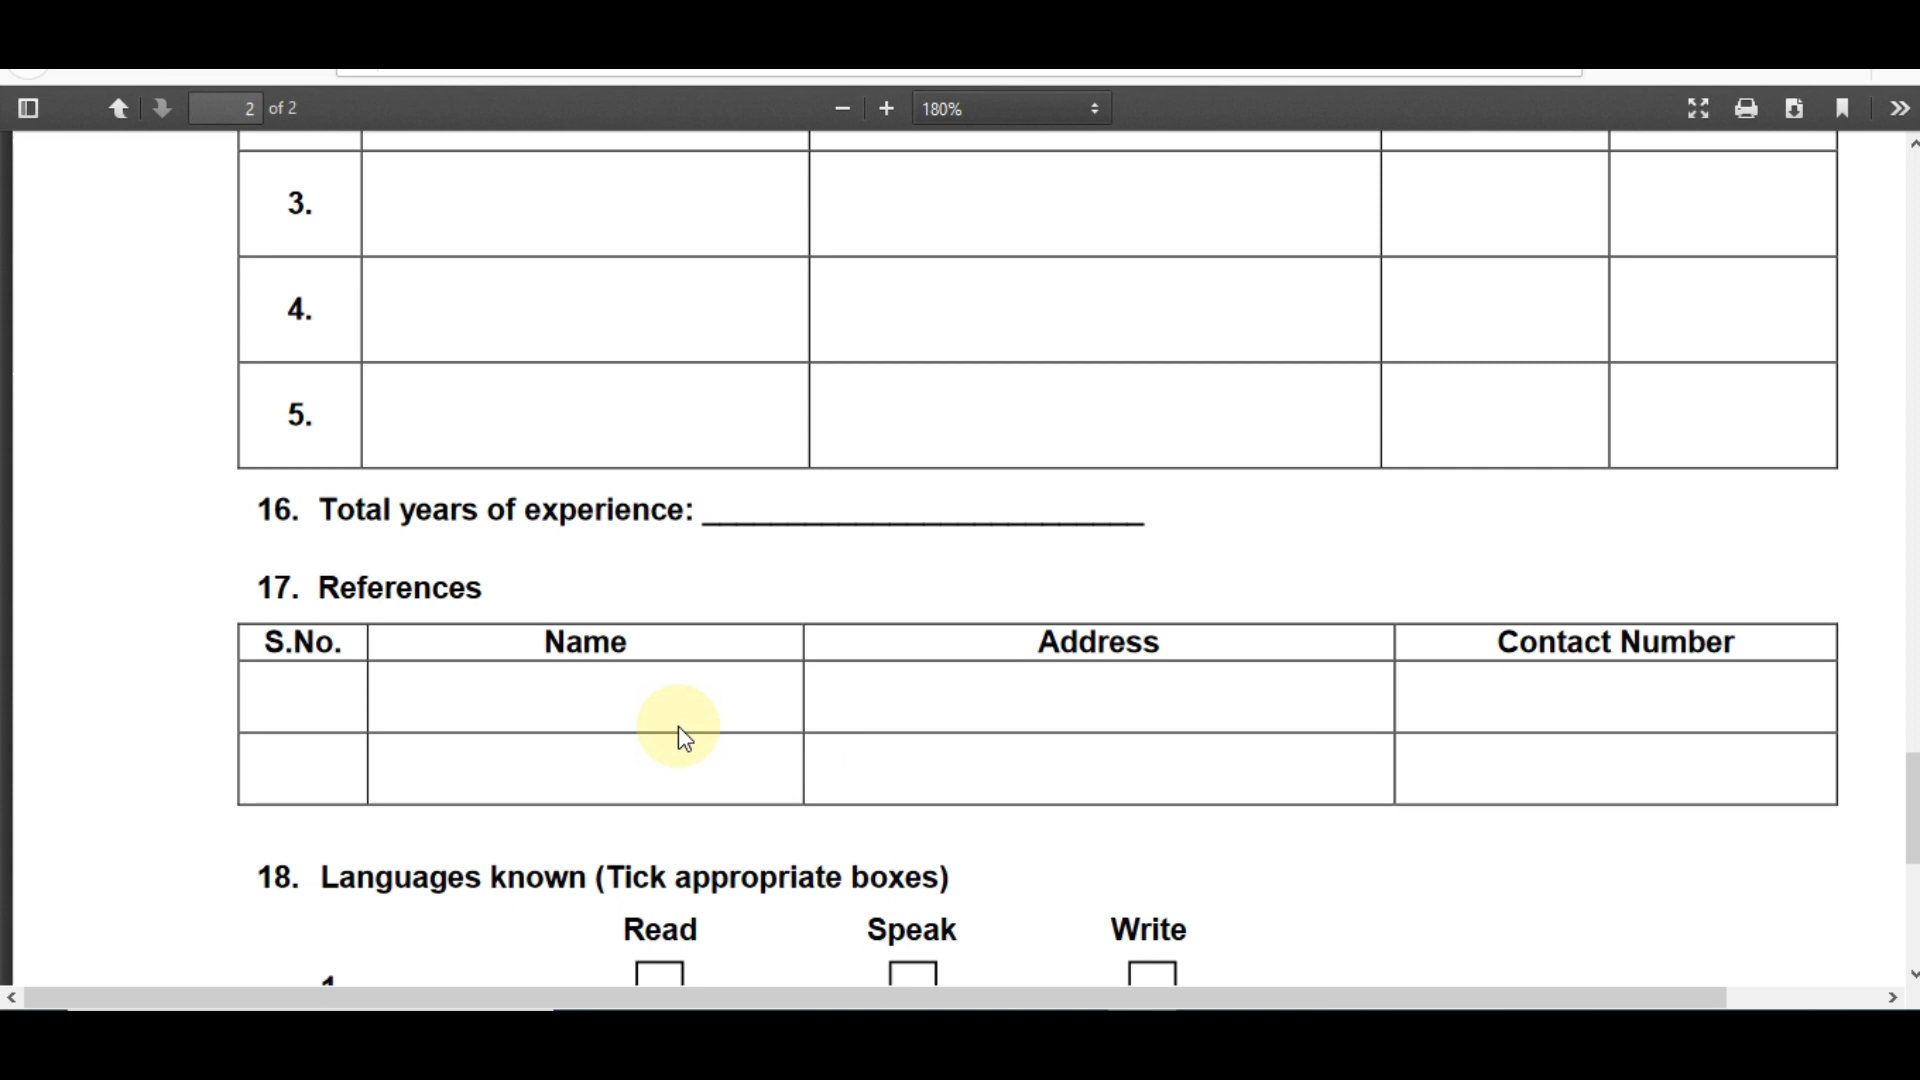 2 of 2
180%
3.
4.
5.
16. Total years of experience: __________________________
17. References
S.No. Name Address Contact Number
18. Languages known (Tick appropriate boxes)
Read Speak Write